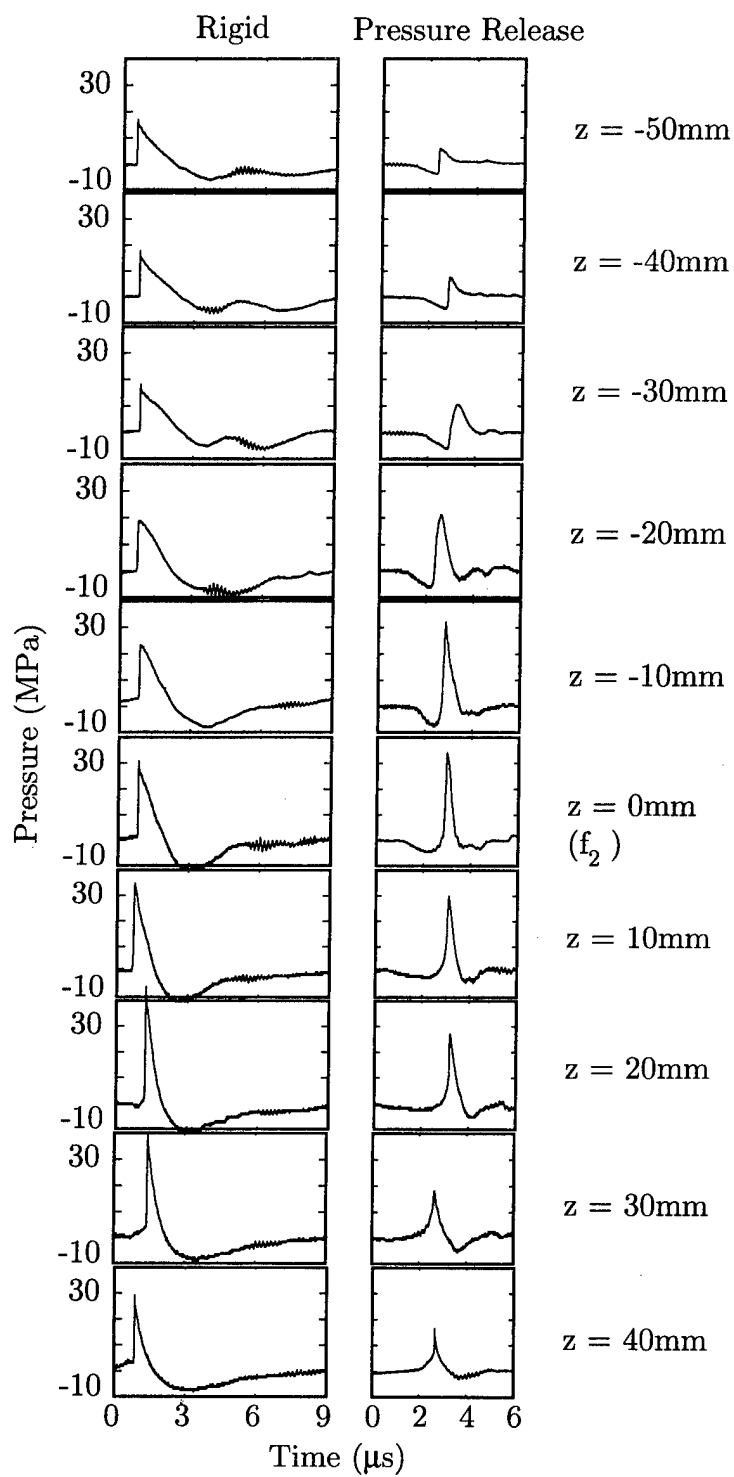 Rigid Pressure Release
30
-10
z = -50mm
30
-10
z = -40mm
30
-10
z = -30mm
30
-10
z = -20mm
30
-10
z = -10mm
Pressure (MPa)
30
-10
z = 0mm
(f2)
30
-10
z = 10mm
30
-10
z = 20mm
30
-10
z = 30mm
30
-10
z = 40mm
0 3 6 9 0 2 4 6
Time (μs)